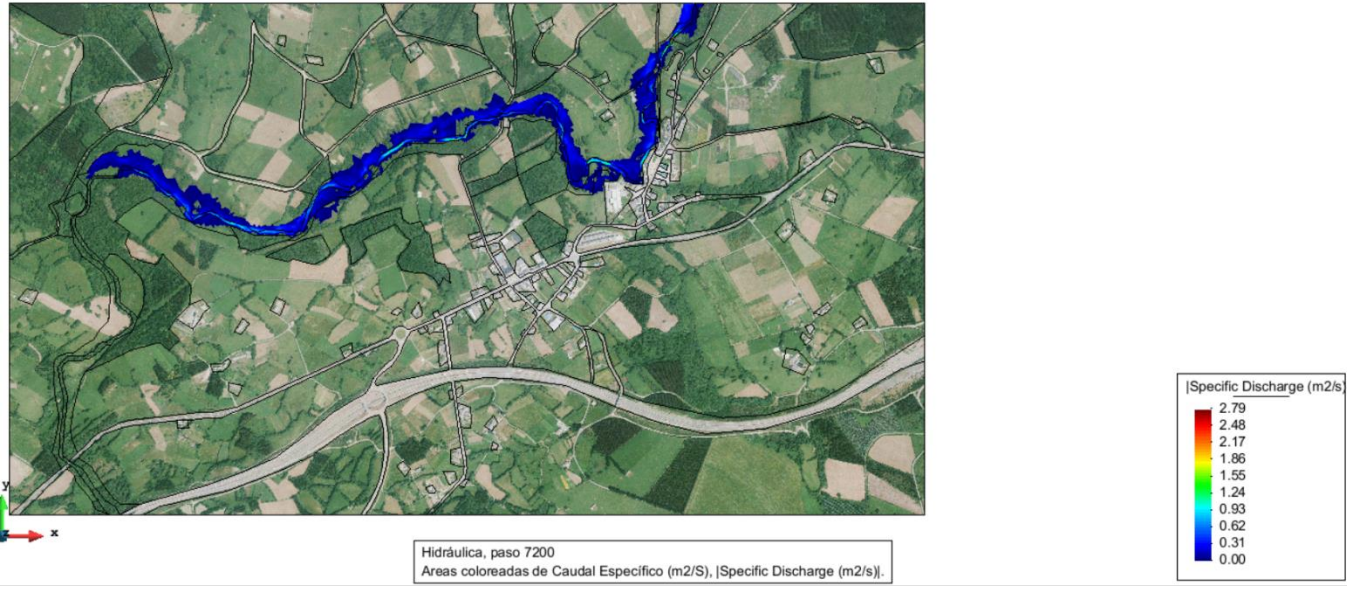 |Specific Discharge (m2/s)
2.79
2.48
2.17
1.86
1.55
1.24
0.93
0.62
0.31
0.00
y
z
x
Hidráulica, paso 7200
Areas coloreadas de Caudal Específico (m2/S), |Specific Discharge (m2/s)|.